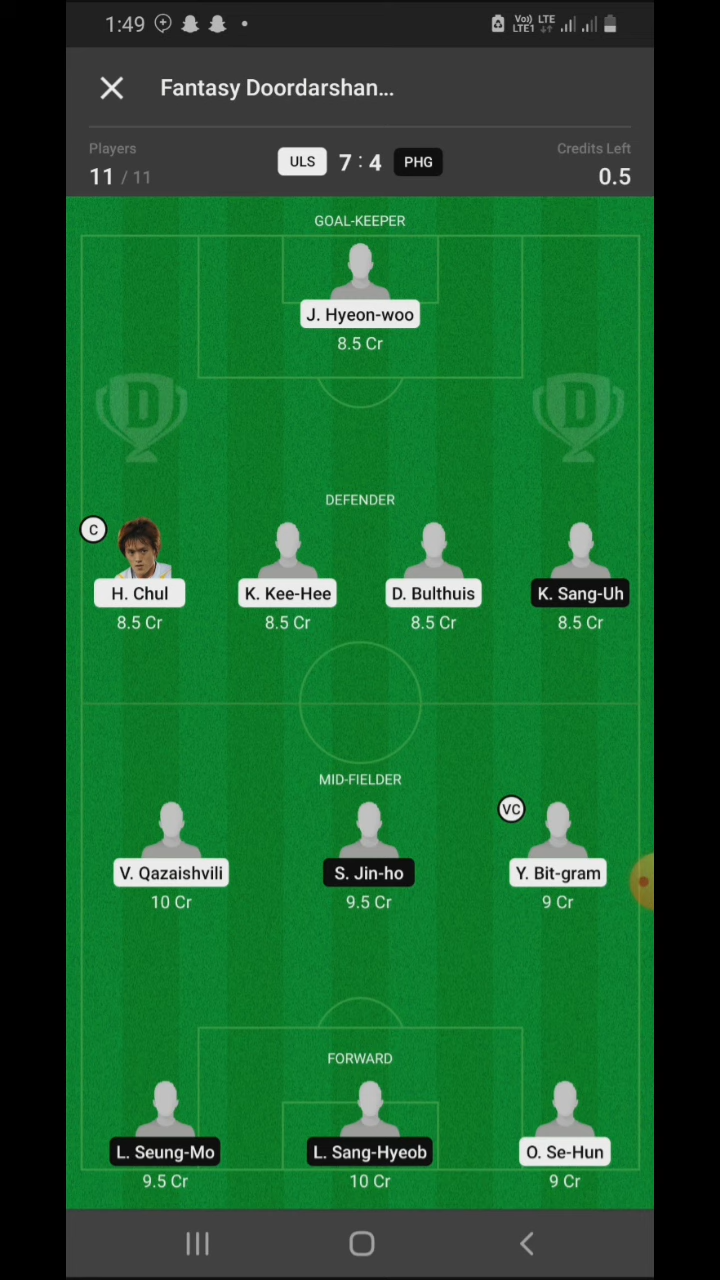 1:49
Vo)) LTE
LTE1
Fantasy Doordarshan...
Players
Credits Left
11 / 11
ULS 7 : 4 PHG
0.5
GOAL-KEEPER
J. Hyeon-woo
8.5 Cr
D D
DEFENDER
C
H. Chul K. Kee-Hee D. Bulthuis K. Sang-Uh
8.5 Cr 8.5 Cr 8.5 Cr 8.5 Cr
MID-FIELDER
VC
V. Qazaishvili S. Jin-ho Y. Bit-gram
10 Cr 9.5 Cr 9 Cr
FORWARD
L. Seung-Mo L. Sang-Hyeob O. Se-Hun
9.5 Cr 10 Cr 9 Cr